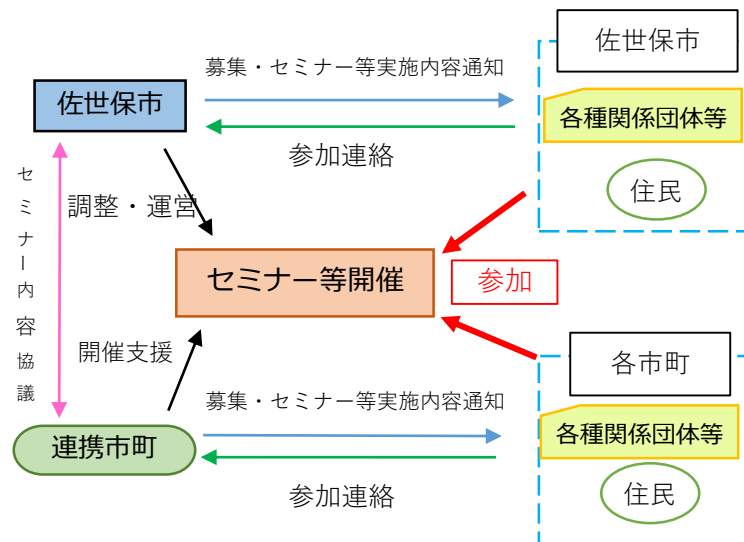 佐世保市
募集・セミナー等実施内容通知
佐世保市
各種関係団体等
参加連絡
住民
セミナー内容協議
調整・運営
セミナー等開催
参加
開催支援
各市町
募集・セミナー等実施内容通知
各種関係団体等
連携市町
参加連絡
住民